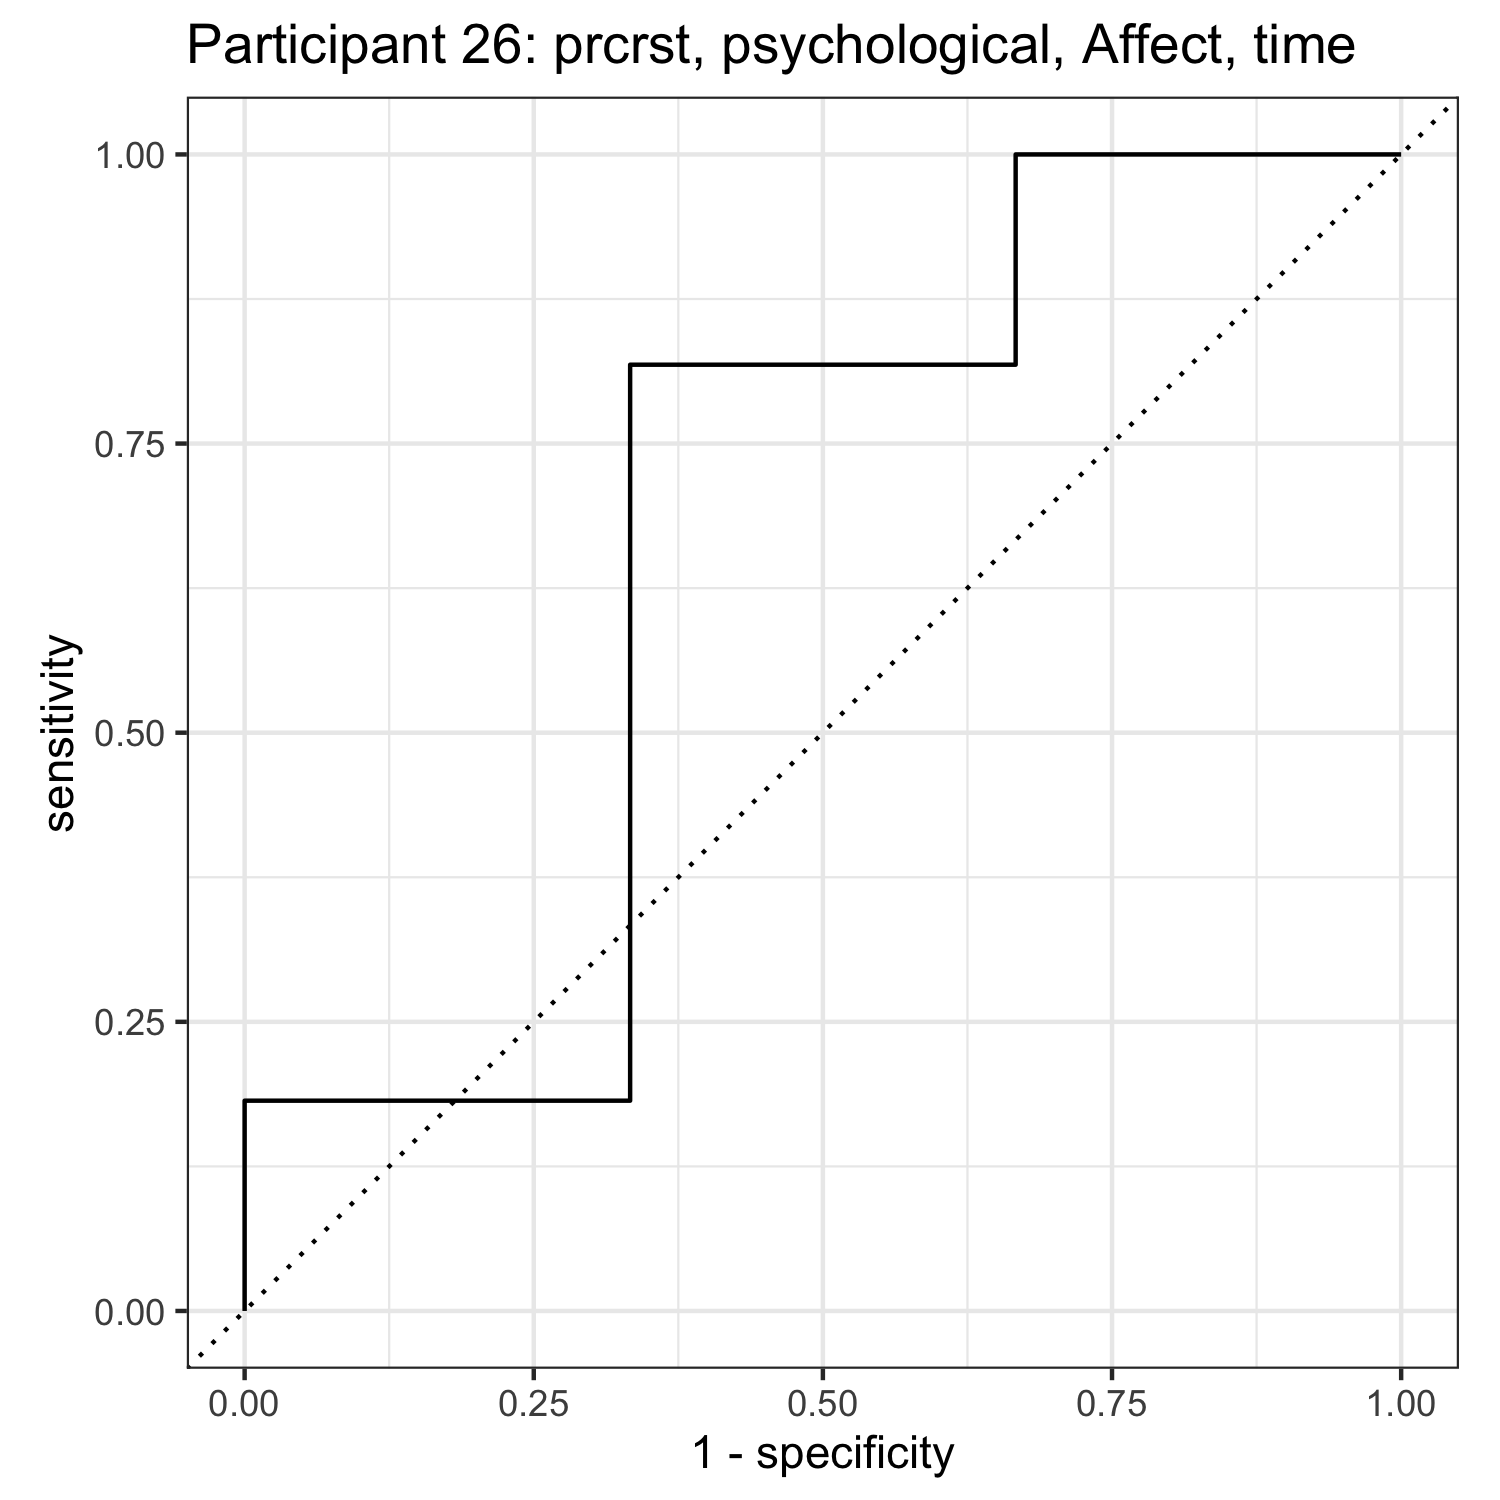 Participant 26: prcrst, psychological, Affect, time
1.00
0.75
0.50
0.25
0.00
sensitivity
0.00 0.25 0.50 0.75 1.00
1 - specificity